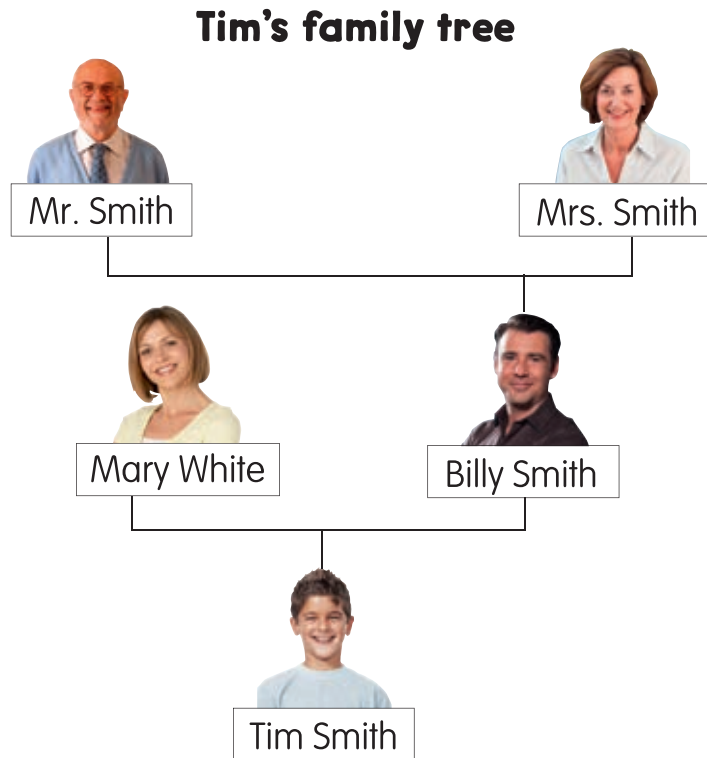 Tim's family tree
Mr. Smith
Mrs. Smith
Mary White
Billy Smith
Tim Smith